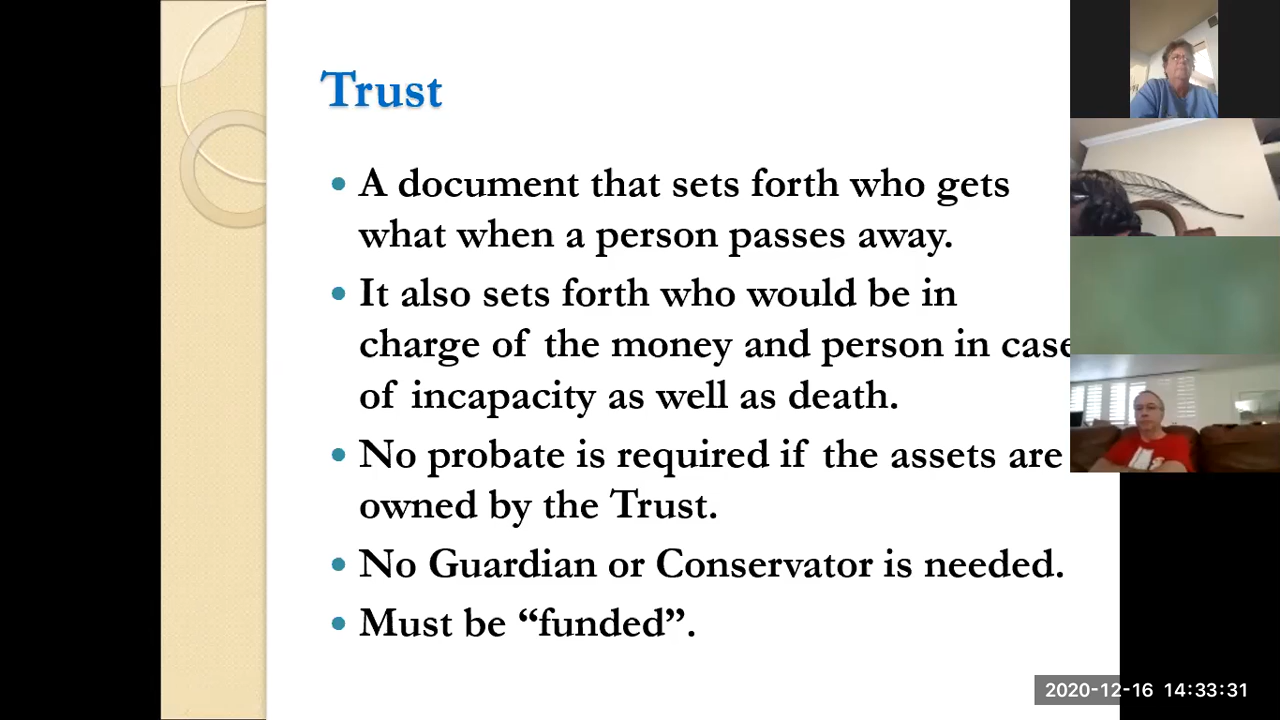 Trust
• A document that sets forth who gets
what when a person passes away.
• It also sets forth who would be in
charge of the money and person in case
of incapacity as well as death.
• No probate is required if the assets are
owned by the Trust.
• No Guardian or Conservator is needed.
• Must be “funded”.
2020-12-16 14:33:31